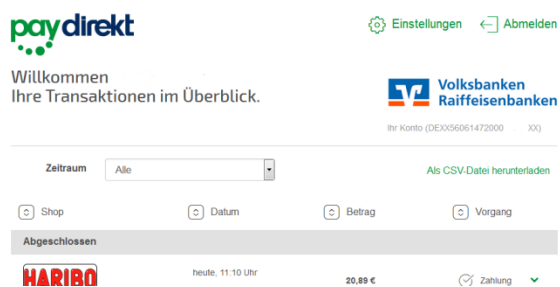 paydirekt
Einstellungen
Abmelden
Willkommen
Ihre Transaktionen im Überblick.
Volksbanken
Raiffeisenbanken
Ihr Konto (DEXX56061472000 XX)
Zeitraum
Alle
Als CSV-Datei herunterladen
Shop Datum Betrag Vorgang
Abgeschlossen
HARIBO heute, 11:10 Uhr 20,89 € Zahlung